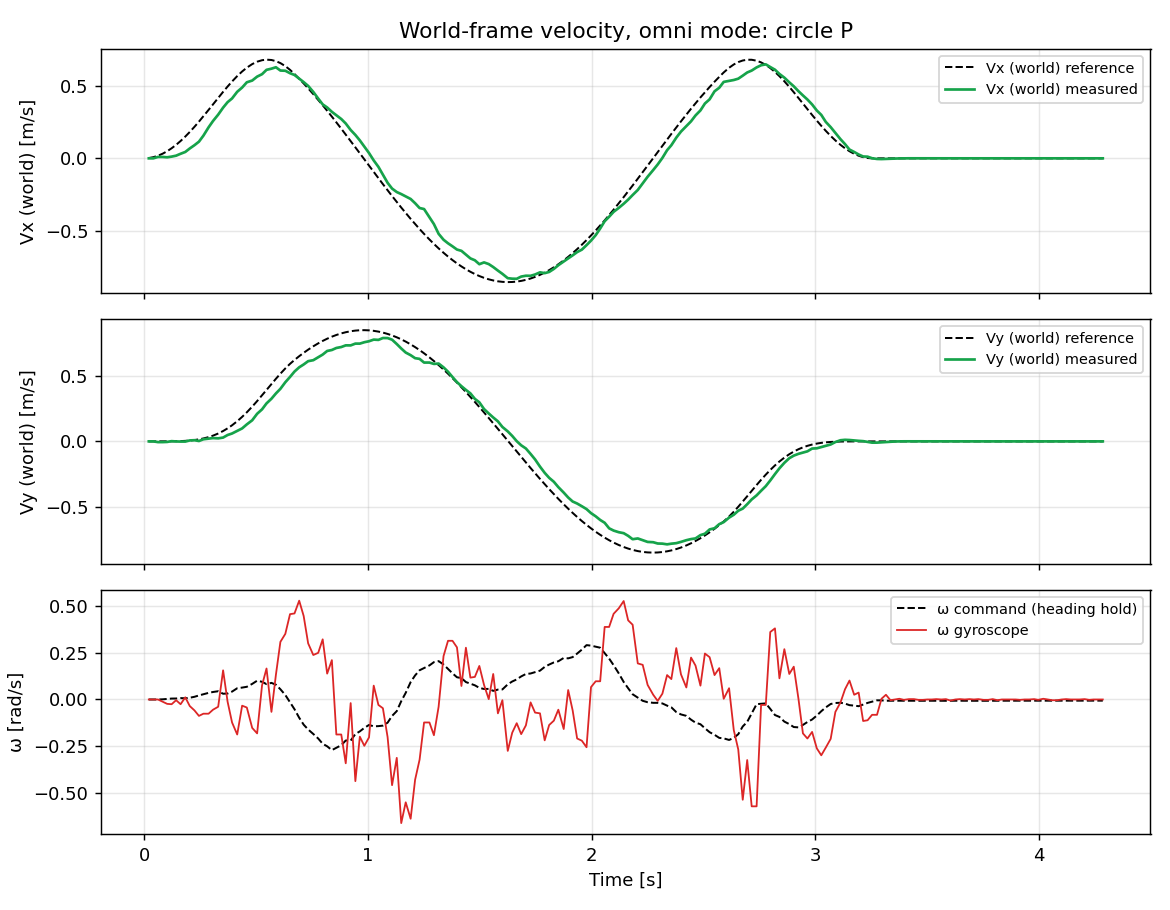 World-frame velocity, omni mode: circle P
Vx (world) [m/s]
0.5
0.0
−0.5
Vx (world) reference
Vx (world) measured
Vy (world) [m/s]
0.5
0.0
−0.5
Vy (world) reference
Vy (world) measured
ω [rad/s]
0.50
0.25
0.00
−0.25
−0.50
ω command (heading hold)
ω gyroscope
0 1 2 3 4
Time [s]